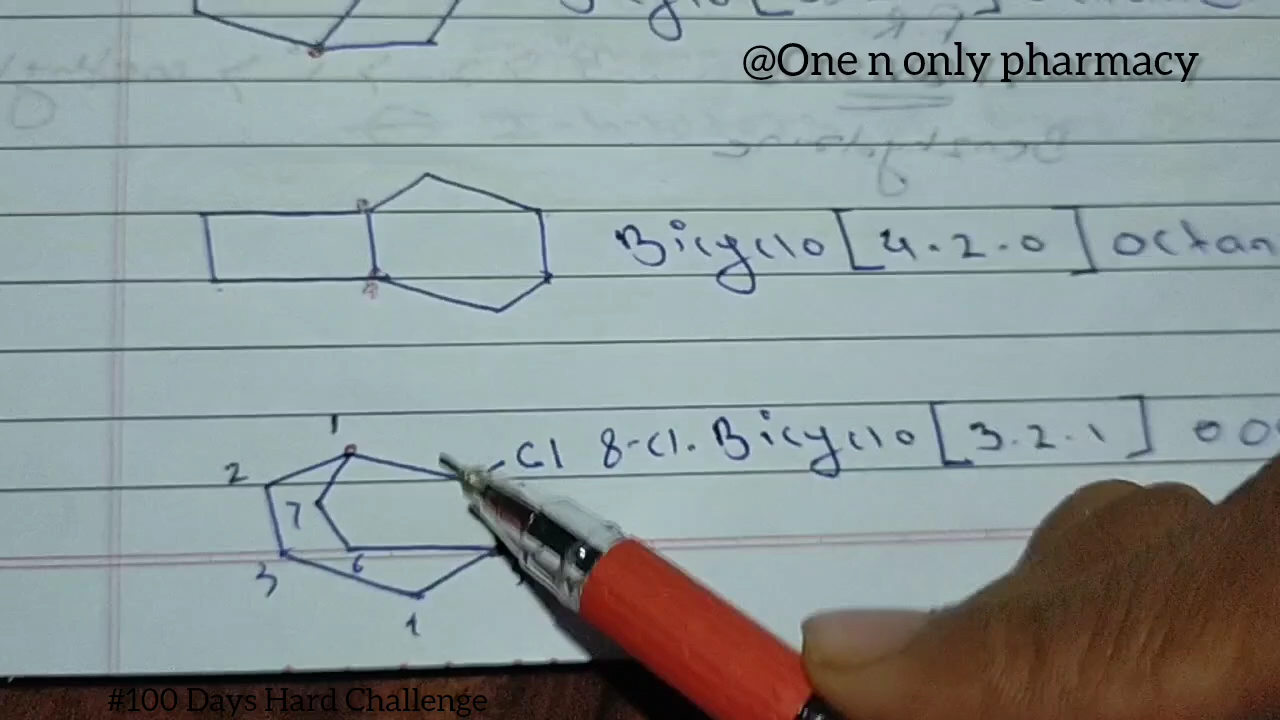 @One n only pharmacy
Bicyclo [4.2.0] octan
1
2
Cl 8-Cl. Bicyclo [3.2.1]
7
6
3
1
#100 Days Hard Challenge